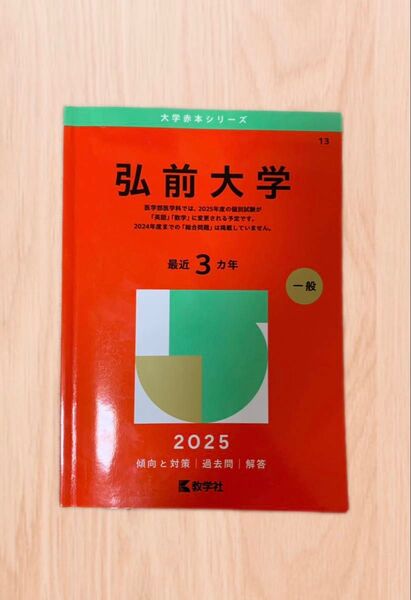 大学赤本シリーズ
13
弘前大学
医学部医学科では、2025年度の個別試験が
「英語」「数学」に変更される予定です。
2024年度までの「総合問題」は掲載していません。
最近3カ年
一般
2025
傾向と対策|過去問|解答
教学社